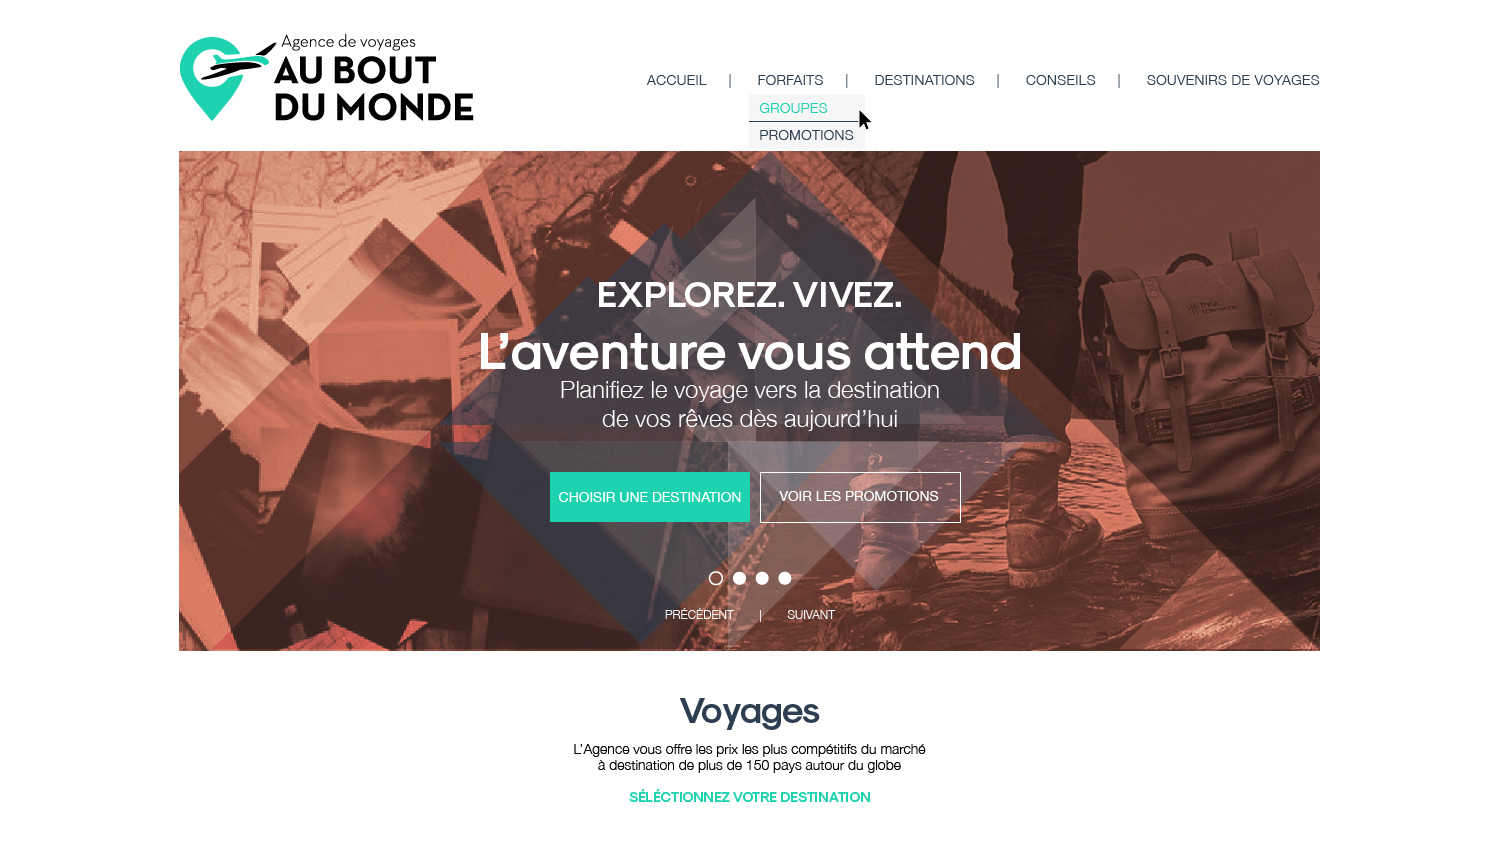 Agence de voyages
AU BOUT
DU MONDE
ACCUEIL | FORFAITS | DESTINATIONS | CONSEILS | SOUVENIRS DE VOYAGES
GROUPES
PROMOTIONS
EXPLOREZ. VIVEZ.
L’aventure vous attend
Planifiez le voyage vers la destination
de vos rêves dès aujourd’hui
CHOISIR UNE DESTINATION
VOIR LES PROMOTIONS
PRÉCÉDENT | SUIVANT
Voyages
L’Agence vous offre les prix les plus compétitifs du marché
à destination de plus de 150 pays autour du globe
SÉLÉCTIONNEZ VOTRE DESTINATION